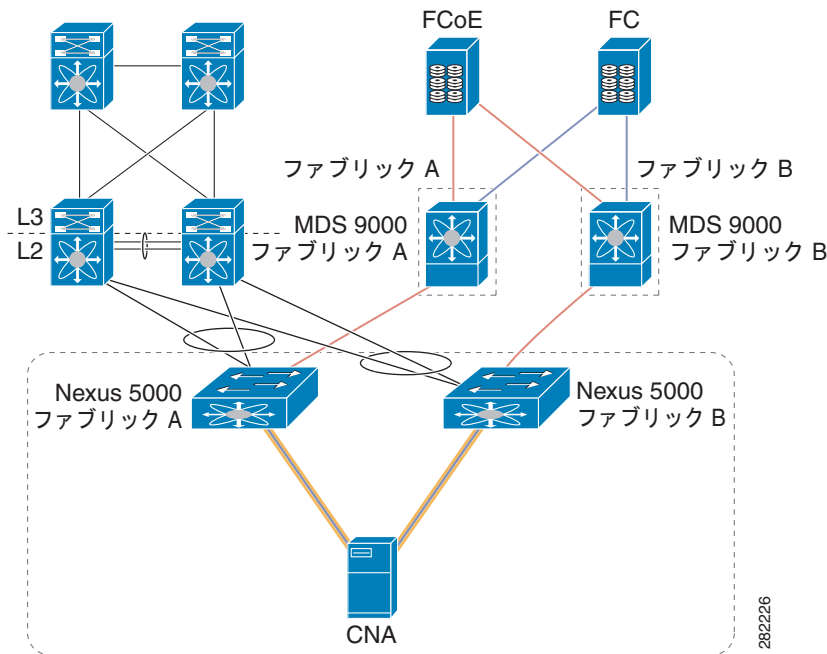 FCoE
FC
ファブリック A
ファブリック B
L3
L2
MDS 9000
ファブリック A
MDS 9000
ファブリック B
Nexus 5000
ファブリック A
Nexus 5000
ファブリック B
CNA
282226